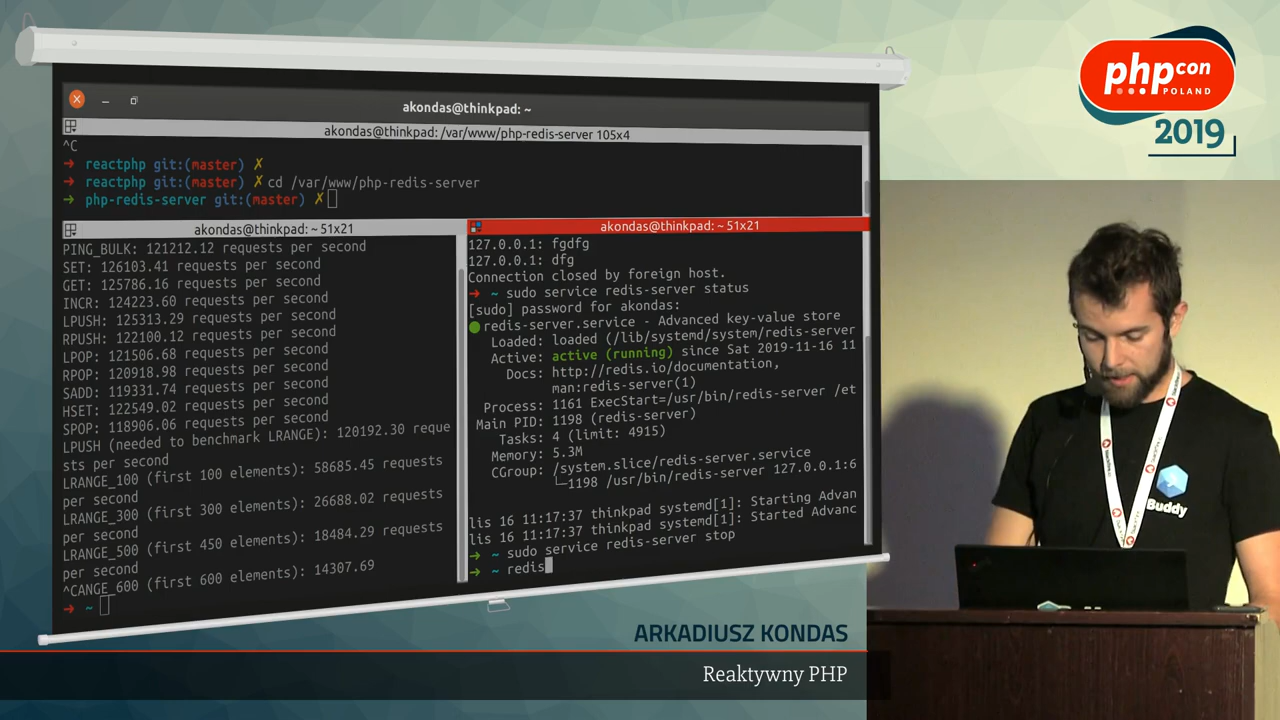 phpcon
POLAND
2019
akondas@thinkpad: ~
akondas@thinkpad: /var/www/php-redis-server 105x4
^C
➜ reactphp git:(master) ✗
➜ reactphp git:(master) ✗ cd /var/www/php-redis-server
➜ php-redis-server git:(master) ✗
akondas@thinkpad: ~ 51x21
PING_BULK: 121212.12 requests per second
SET: 126103.41 requests per second
GET: 125786.16 requests per second
INCR: 124223.60 requests per second
LPUSH: 125313.29 requests per second
RPUSH: 122100.12 requests per second
LPOP: 121506.68 requests per second
RPOP: 120918.98 requests per second
SADD: 119331.74 requests per second
HSET: 122549.02 requests per second
SPOP: 118906.06 requests per second
LPUSH (needed to benchmark LRANGE): 120192.30 reque
sts per second
LRANGE_100 (first 100 elements): 58685.45 requests
per second
LRANGE_300 (first 300 elements): 26688.02 requests
per second
LRANGE_500 (first 450 elements): 18484.29 requests
per second
^CANGE_600 (first 600 elements): 14307.69
➜ ~
akondas@thinkpad: ~ 51x21
127.0.0.1: fgdfg
127.0.0.1: dfg
Connection closed by foreign host.
➜ ~ sudo service redis-server status
[sudo] password for akondas:
● redis-server.service - Advanced key-value store
Loaded: loaded (/lib/systemd/system/redis-server
Active: active (running) since Sat 2019-11-16 11
Docs: http://redis.io/documentation,
man:redis-server(1)
Process: 1161 ExecStart=/usr/bin/redis-server /et
Main PID: 1198 (redis-server)
Tasks: 4 (limit: 4915)
Memory: 5.3M
CGroup: /system.slice/redis-server.service
└─1198 /usr/bin/redis-server 127.0.0.1:6
lis 16 11:17:37 thinkpad systemd[1]: Starting Advan
lis 16 11:17:37 thinkpad systemd[1]: Started Advanc
➜ ~ sudo service redis-server stop
➜ ~ redis
Buddy
ARKADIUSZ KONDAS
Reaktywny PHP